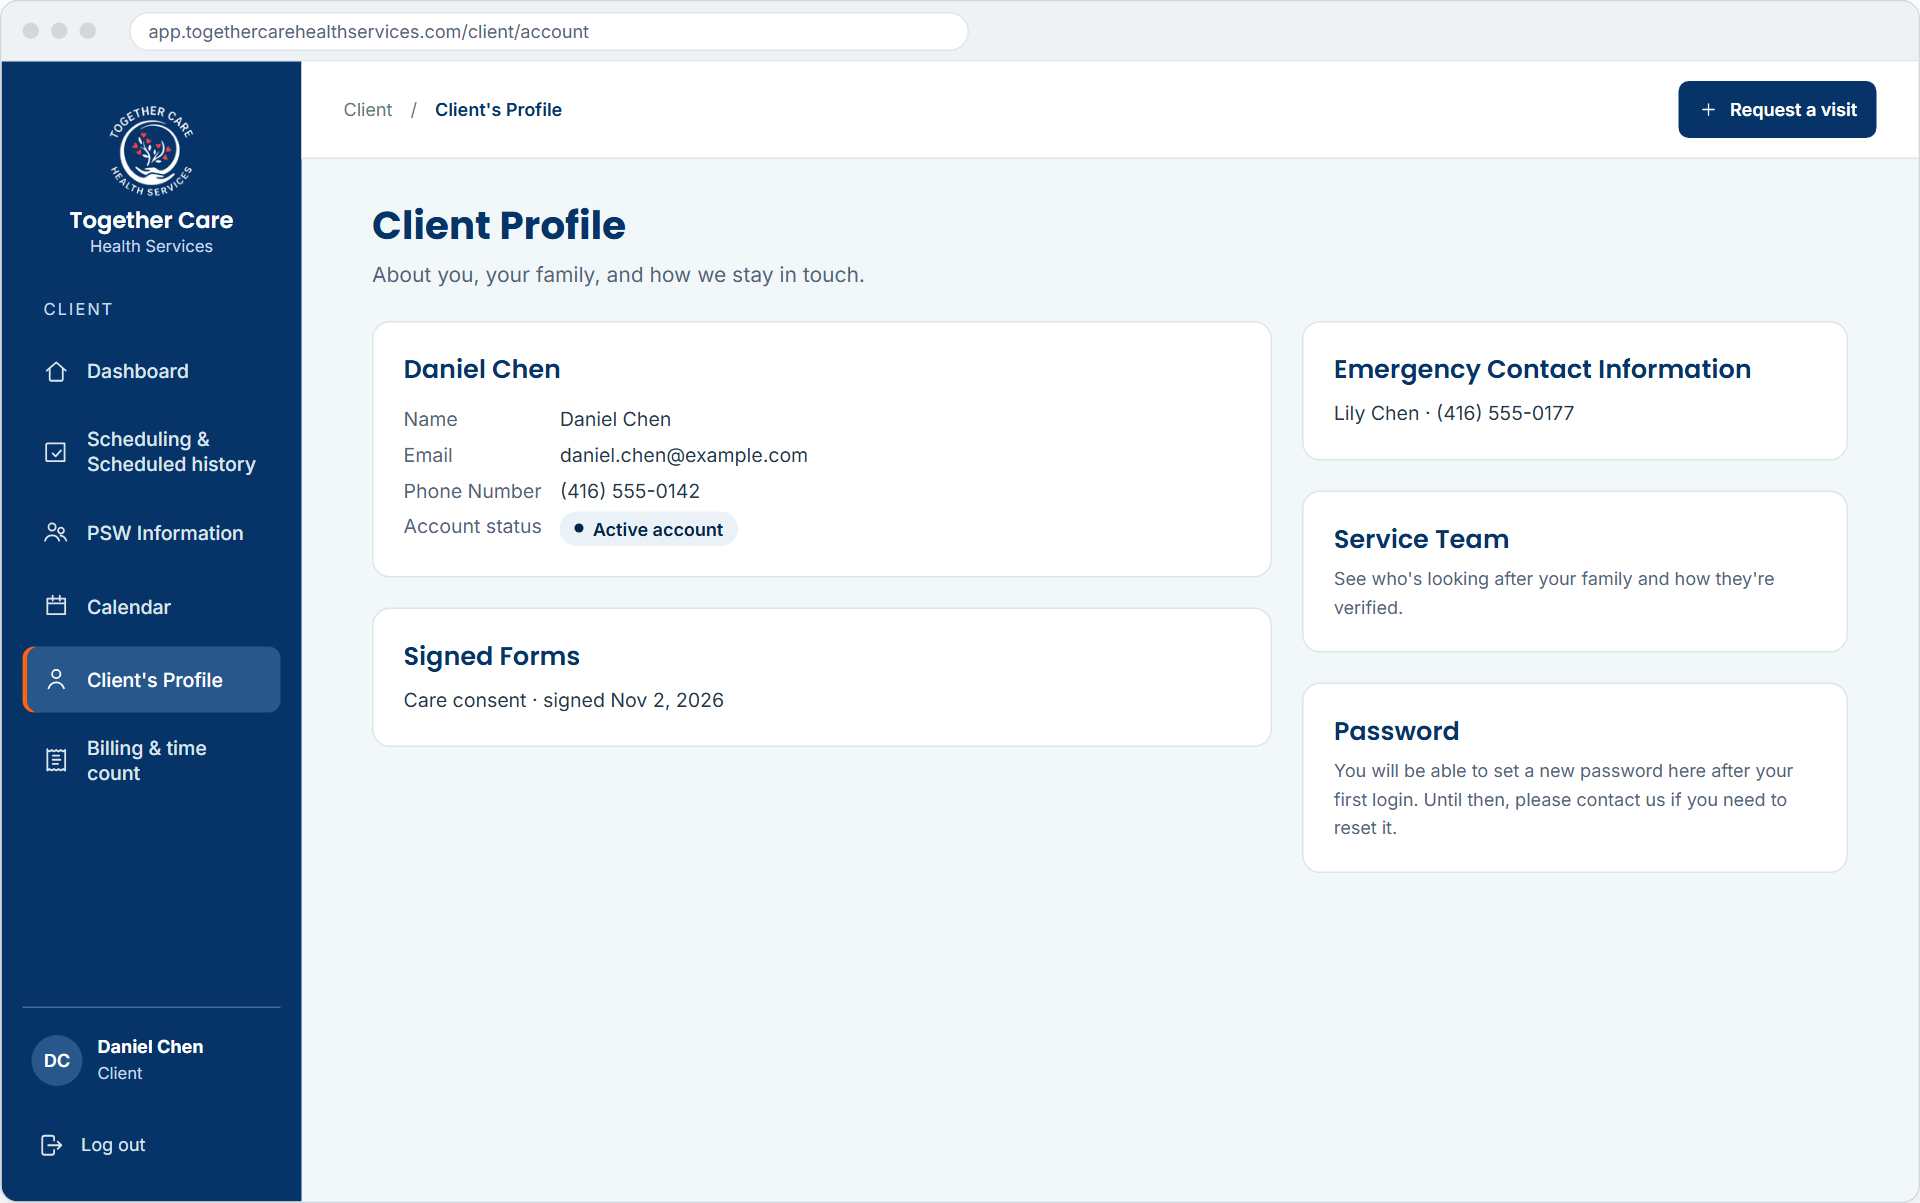 app.togethercarehealthservices.com/client/account
TOGETHER CARE
HEALTH SERVICES
Together Care
Health Services
CLIENT
Dashboard
Scheduling &
Scheduled history
PSW Information
Calendar
Client's Profile
Billing & time
count
DC
Daniel Chen
Client
Log out
Client / Client's Profile
+ Request a visit
Client Profile
About you, your family, and how we stay in touch.
Daniel Chen
Name Daniel Chen
Email daniel.chen@example.com
Phone Number (416) 555-0142
Account status Active account
Signed Forms
Care consent · signed Nov 2, 2026
Emergency Contact Information
Lily Chen · (416) 555-0177
Service Team
See who's looking after your family and how they're
verified.
Password
You will be able to set a new password here after your
first login. Until then, please contact us if you need to
reset it.